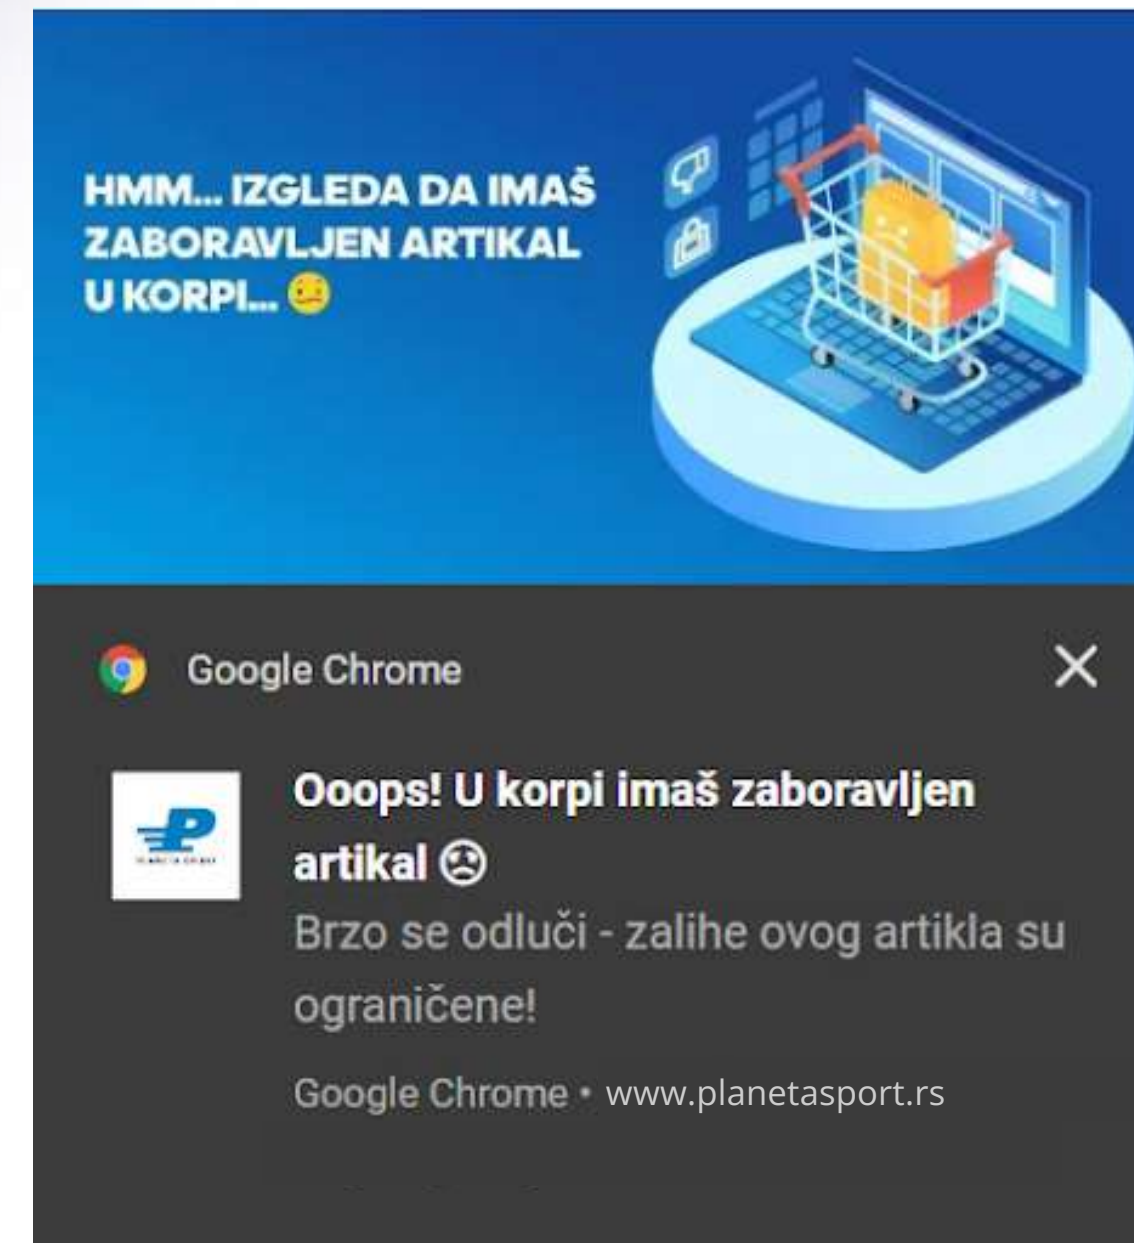 HMM... IZGLEDA DA IMAŠ
ZABORAVLJEN ARTIKAL
U KORPI... 🤒
Google Chrome
Ooops! U korpi imaš zaboravljen
artikal 😟
Brzo se odluči - zalihe ovog artikla su
ograničene!
Google Chrome • www.planetasport.rs